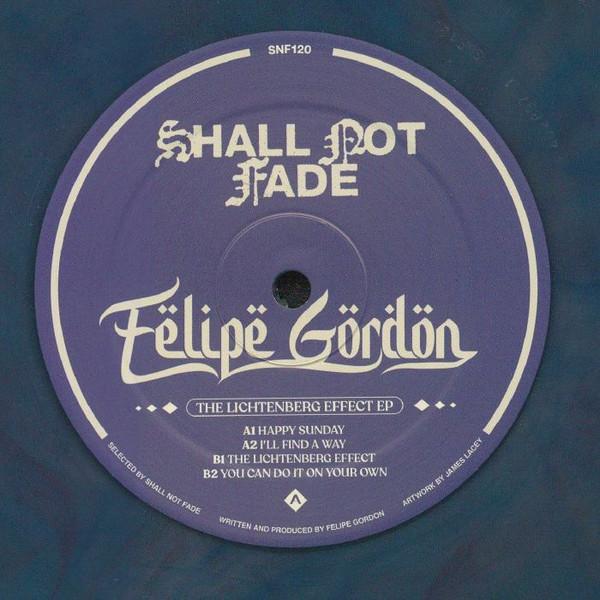 SNF120
SHALL NOT
FADE
Fëlipë Gördön
THE LICHTENBERG EFFECT EP
A1 HAPPY SUNDAY
A2 I'LL FIND A WAY
B1 THE LICHTENBERG EFFECT
B2 YOU CAN DO IT ON YOUR OWN
SELECTED BY SHALL NOT FADE
WRITTEN AND PRODUCED BY FELIPE GORDON
ARTWORK BY JAMES LACEY